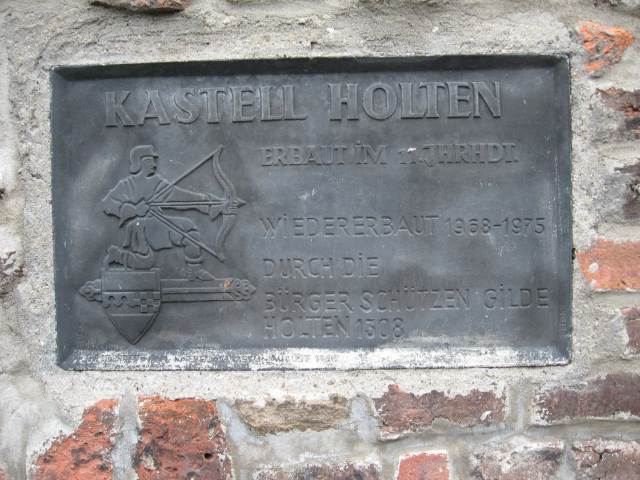 KASTELL HOLTEN
ERBAUT IM 11. JHRHDT.
WIEDERERBAUT 1968-1975
DURCH DIE
BÜRGER SCHÜTZEN GILDE
HOLTEN 1308